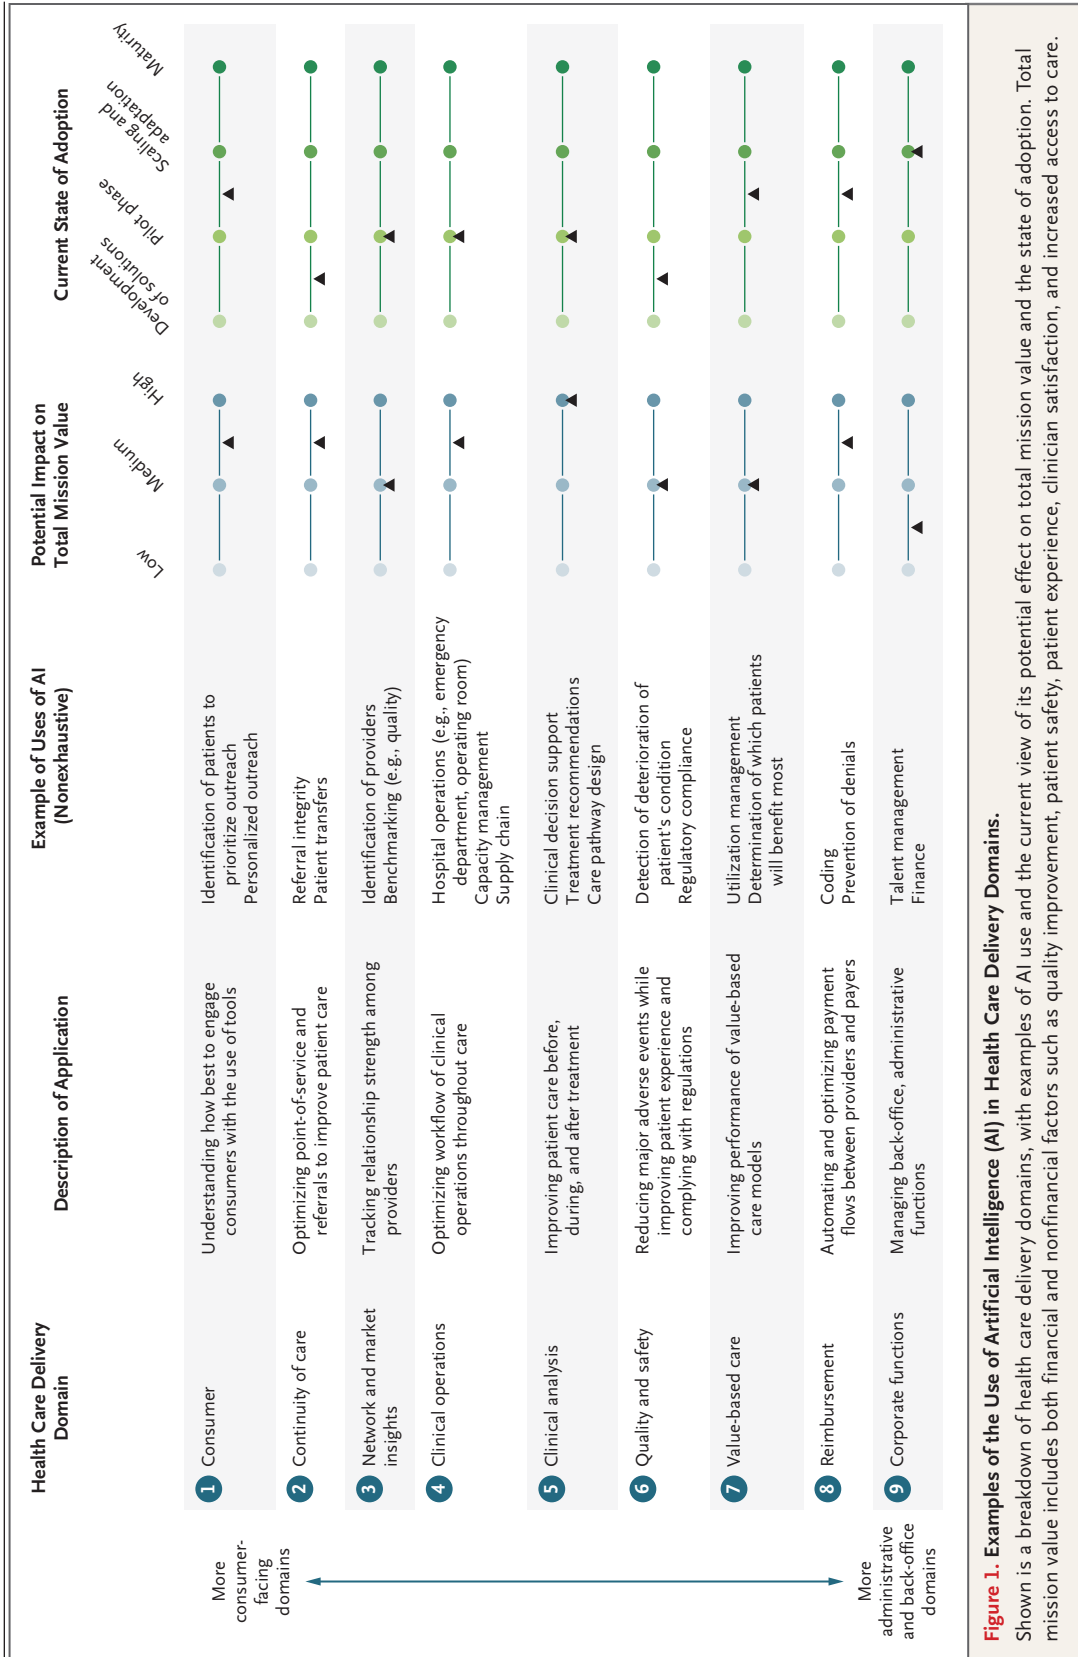 Health Care Delivery
Domain
Description of Application
Example of Uses of AI
(Nonexhaustive)
Potential Impact on
Total Mission Value
Current State of Adoption
Low
Medium
High
Development
of solutions
Pilot phase
Scaling and
adaptation
Maturity
More
consumer-
facing
domains
1 Consumer
Understanding how best to engage
consumers with the use of tools
Identification of patients to
prioritize outreach
Personalized outreach
2 Continuity of care
Optimizing point-of-service and
referrals to improve patient care
Referral integrity
Patient transfers
3 Network and market
insights
Tracking relationship strength among
providers
Identification of providers
Benchmarking (e.g., quality)
4 Clinical operations
Optimizing workflow of clinical
operations throughout care
Hospital operations (e.g., emergency
department, operating room)
Capacity management
Supply chain
5 Clinical analysis
Improving patient care before,
during, and after treatment
Clinical decision support
Treatment recommendations
Care pathway design
6 Quality and safety
Reducing major adverse events while
improving patient experience and
complying with regulations
Detection of deterioration of
patient's condition
Regulatory compliance
7 Value-based care
Improving performance of value-based
care models
Utilization management
Determination of which patients
will benefit most
8 Reimbursement
Automating and optimizing payment
flows between providers and payers
Coding
Prevention of denials
9 Corporate functions
Managing back-office, administrative
functions
Talent management
Finance
More
administrative
and back-office
domains
Figure 1. Examples of the Use of Artificial Intelligence (AI) in Health Care Delivery Domains.
Shown is a breakdown of health care delivery domains, with examples of AI use and the current view of its potential effect on total mission value and the state of adoption. Total
mission value includes both financial and nonfinancial factors such as quality improvement, patient safety, patient experience, clinician satisfaction, and increased access to care.